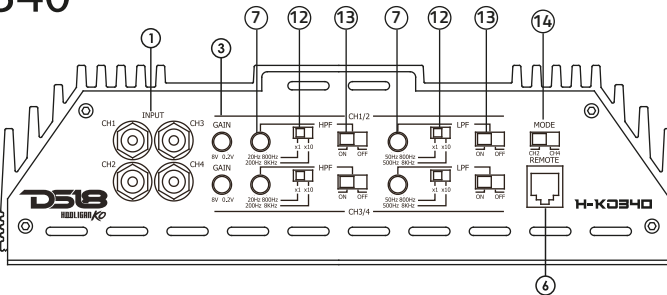 340
1 3 7 12 13 7 12 13 14
INPUT
CH1 CH3
CH2 CH4
CH1/2
GAIN HPF LPF MODE
8V 0.2V 20Hz 800Hz x1 x10 ON OFF 50Hz 800Hz x1 x10 ON OFF CH2 CH4
200Hz 8KHz 500Hz 8KHz
GAIN HPF LPF REMOTE
8V 0.2V 20Hz 800Hz x1 x10 ON OFF 50Hz 800Hz x1 x10 ON OFF
200Hz 8KHz 500Hz 8KHz
CH3/4
DS18
HOOLIGAN KO
H-KO340
6